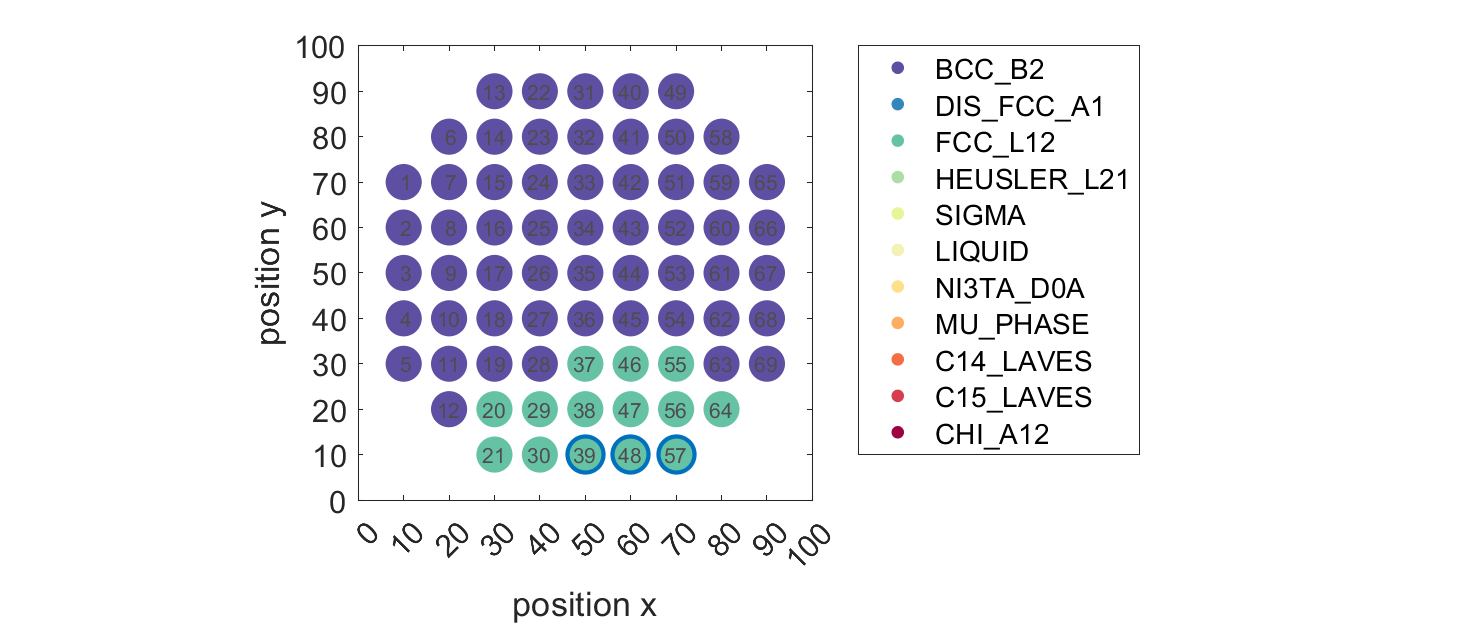 100
90
80
70
60
50
40
30
20
10
0
position y
13 22 31 40 49
6 14 23 32 41 50 58
1 7 15 24 33 42 51 59 65
2 8 16 25 34 43 52 60 66
3 9 17 26 35 44 53 61 67
4 10 18 27 36 45 54 62 68
5 11 19 28 37 46 55 63 69
12 20 29 38 47 56 64
21 30 39 48 57
0 10 20 30 40 50 60 70 80 90 100
position x
BCC_B2
DIS_FCC_A1
FCC_L12
HEUSLER_L21
SIGMA
LIQUID
NI3TA_D0A
MU_PHASE
C14_LAVES
C15_LAVES
CHI_A12